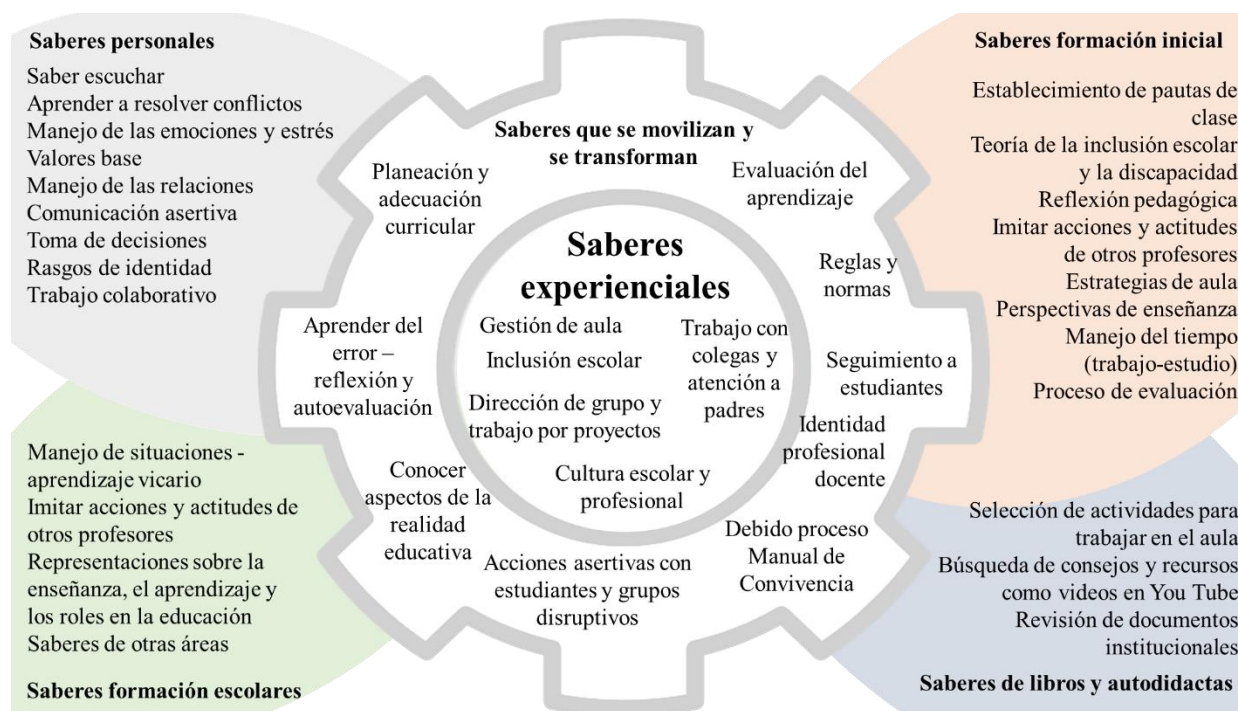 Saberes personales
Saber escuchar
Aprender a resolver conflictos
Manejo de las emociones y estrés
Valores base
Manejo de las relaciones
Comunicación asertiva
Toma de decisiones
Rasgos de identidad
Trabajo colaborativo
Saberes formación inicial
Establecimiento de pautas de
clase
Teoría de la inclusión escolar
y la discapacidad
Reflexión pedagógica
Imitar acciones y actitudes
de otros profesores
Estrategias de aula
Perspectivas de enseñanza
Manejo del tiempo
(trabajo-estudio)
Proceso de evaluación
Saberes que se movilizan y
se transforman
Planeación y
adecuación
curricular
Evaluación del
aprendizaje
Reglas y
normas
Seguimiento a
estudiantes
Identidad
profesional
docente
Debido proceso
Manual de
Convivencia
Acciones asertivas con
estudiantes y grupos
disruptivos
Conocer
aspectos de la
realidad
educativa
Aprender del
error –
reflexión y
autoevaluación
Saberes
experienciales
Gestión de aula
Inclusión escolar
Dirección de grupo y
trabajo por proyectos
Trabajo con
colegas y
atención a
padres
Cultura escolar y
profesional
Manejo de situaciones -
aprendizaje vicario
Imitar acciones y actitudes de
otros profesores
Representaciones sobre la
enseñanza, el aprendizaje y
los roles en la educación
Saberes de otras áreas
Saberes formación escolares
Selección de actividades para
trabajar en el aula
Búsqueda de consejos y recursos
como videos en You Tube
Revisión de documentos
institucionales
Saberes de libros y autodidactas